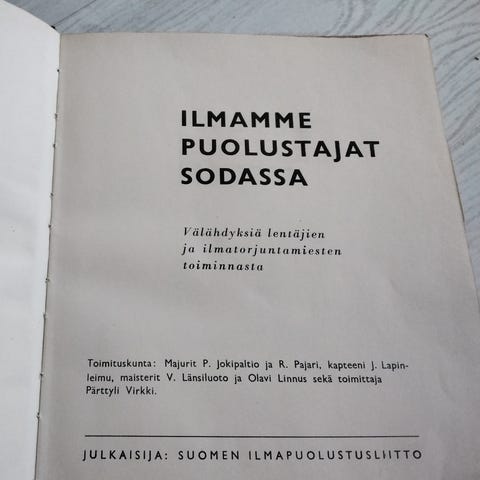 ILMAMME
PUOLUSTAJAT
SODASSA
Välähdyksiä lentäjien
ja ilmatorjuntamiesten
toiminnasta
Toimituskunta: Majurit P. Jokipaltio ja R. Pajari, kapteeni J. Lapin-
leimu, maisterit V. Länsiluoto ja Olavi Linnus sekä toimittaja
Pärttyli Virkki.
JULKAISIJA: SUOMEN ILMAPUOLUSTUSLIITTO